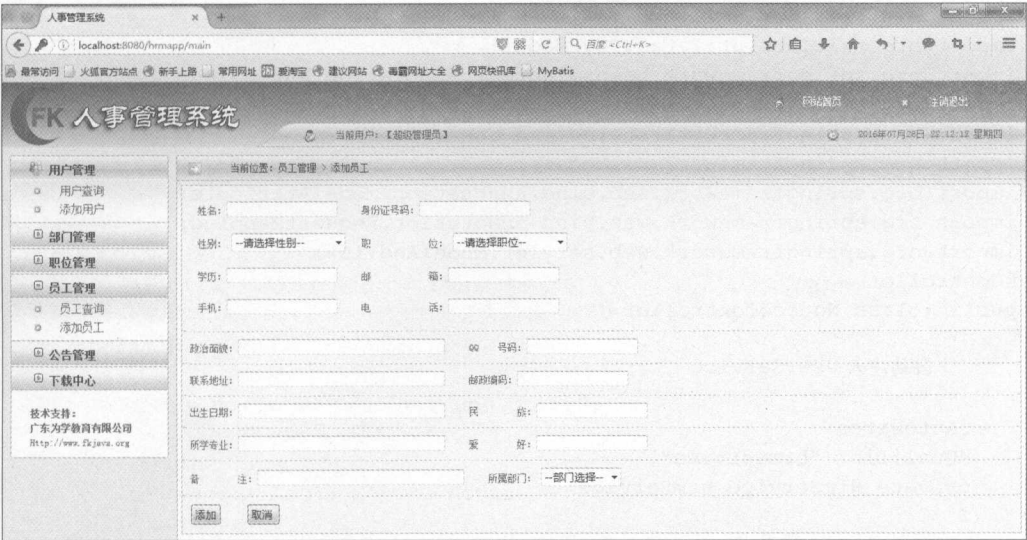 人事管理系统
localhost:8080/hrmapp/main
百度 <Ctrl+K>
最常访问 火狐官方站点 新手上路 常用网址 爱淘宝 建议网站 毒霸网址大全 网页快讯库 MyBatis
FK 人事管理系统
网站首页 注销退出
当前用户:【超级管理员】
2016年07月28日 22:12:18 星期四
用户管理
用户查询
添加用户
部门管理
职位管理
员工管理
员工查询
添加员工
公告管理
下载中心
技术支持:
广东为学教育有限公司
Http://www.fkjava.org
当前位置:员工管理 > 添加员工
姓名: 身份证号码:
性别: --请选择性别-- 职 位: --请选择职位--
学历: 邮 箱:
手机: 电 话:
政治面貌: QQ 号码:
联系地址: 邮政编码:
出生日期: 民 族:
所学专业: 爱 好:
备 注: 所属部门: --部门选择--
添加 取消